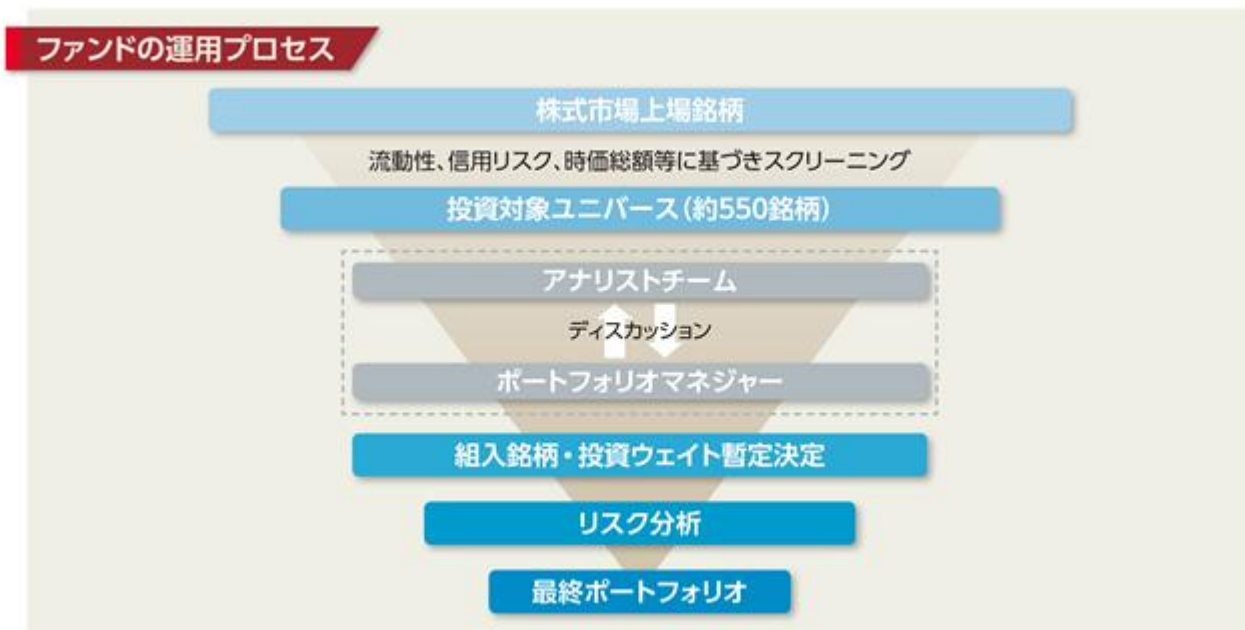 ファンドの運用プロセス
株式市場上場銘柄
流動性、信用リスク、時価総額等に基づきスクリーニング
投資対象ユニバース(約550銘柄)
アナリストチーム
ディスカッション
ポートフォリオマネジャー
組入銘柄・投資ウェイト暫定決定
リスク分析
最終ポートフォリオ